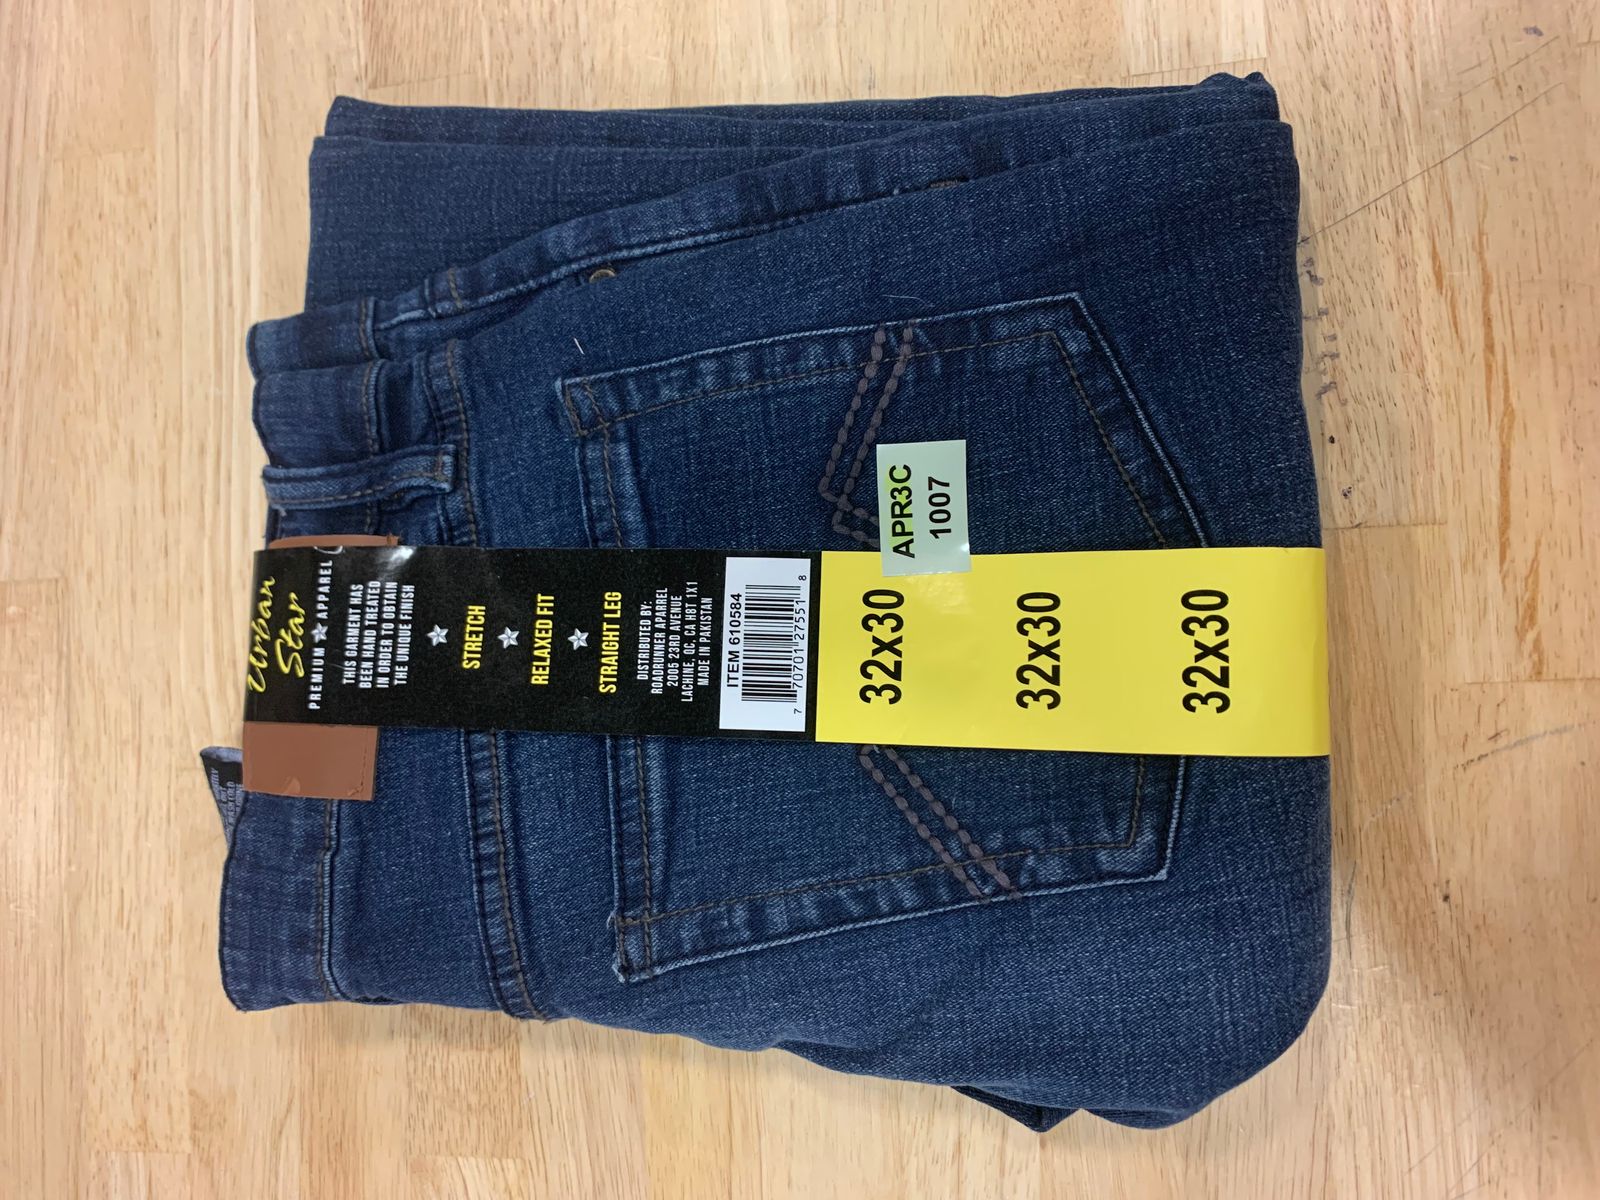 Urban
Star
PREMIUM APPAREL
THIS GARMENT HAS
BEEN HAND TREATED
IN ORDER TO OBTAIN
THE UNIQUE FINISH
STRETCH
RELAXED FIT
STRAIGHT LEG
DISTRIBUTED BY:
ROADRUNNER APPAREL
2005 23RD AVENUE
LACHINE, QC. CA H8T 1X1
MADE IN PAKISTAN
ITEM 610584
7 70701 27551 8
APR3C
1007
32x30
32x30
32x30